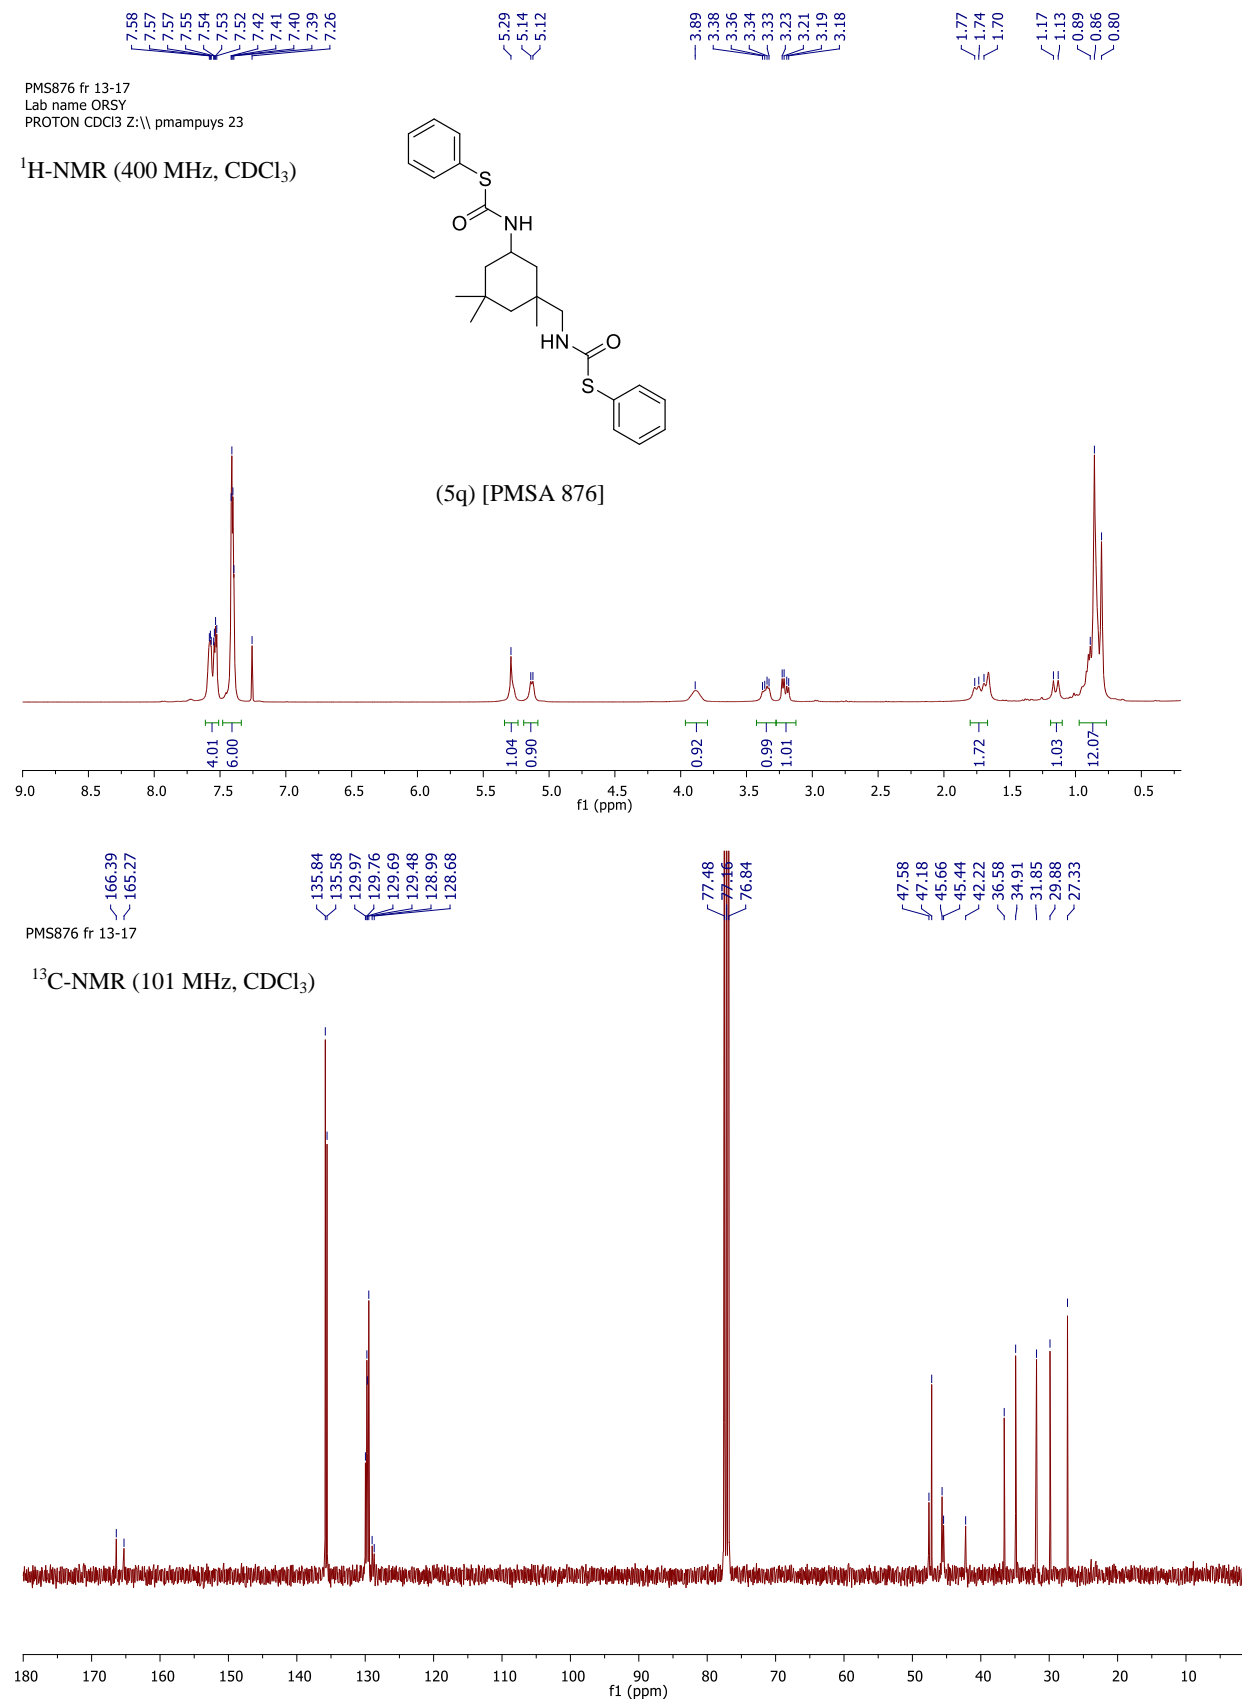 7.58 7.57 7.57 7.55 7.54 7.53 7.52 7.42 7.41 7.40 7.39 7.26 5.29 5.14 5.12 3.89 3.38 3.36 3.34 3.33 3.23 3.21 3.19 3.18 1.77 1.74 1.70 1.17 1.13 0.89 0.86 0.80
PMS876 fr 13-17
Lab name ORSY
PROTON CDCl3 Z:\\ pmampuys 23
¹H-NMR (400 MHz, CDCl₃)
S
O NH
HN O
S
(5q) [PMSA 876]
4.01 6.00 1.04 0.90 0.92 0.99 1.01 1.72 1.03 12.07
9.0 8.5 8.0 7.5 7.0 6.5 6.0 5.5 5.0 4.5 4.0 3.5 3.0 2.5 2.0 1.5 1.0 0.5
f1 (ppm)
166.39 165.27 135.84 135.58 129.97 129.76 129.69 129.48 128.99 128.68 77.48 77.16 76.84 47.58 47.18 45.66 45.44 42.22 36.58 34.91 31.85 29.88 27.33
PMS876 fr 13-17
¹³C-NMR (101 MHz, CDCl₃)
180 170 160 150 140 130 120 110 100 90 80 70 60 50 40 30 20 10
f1 (ppm)